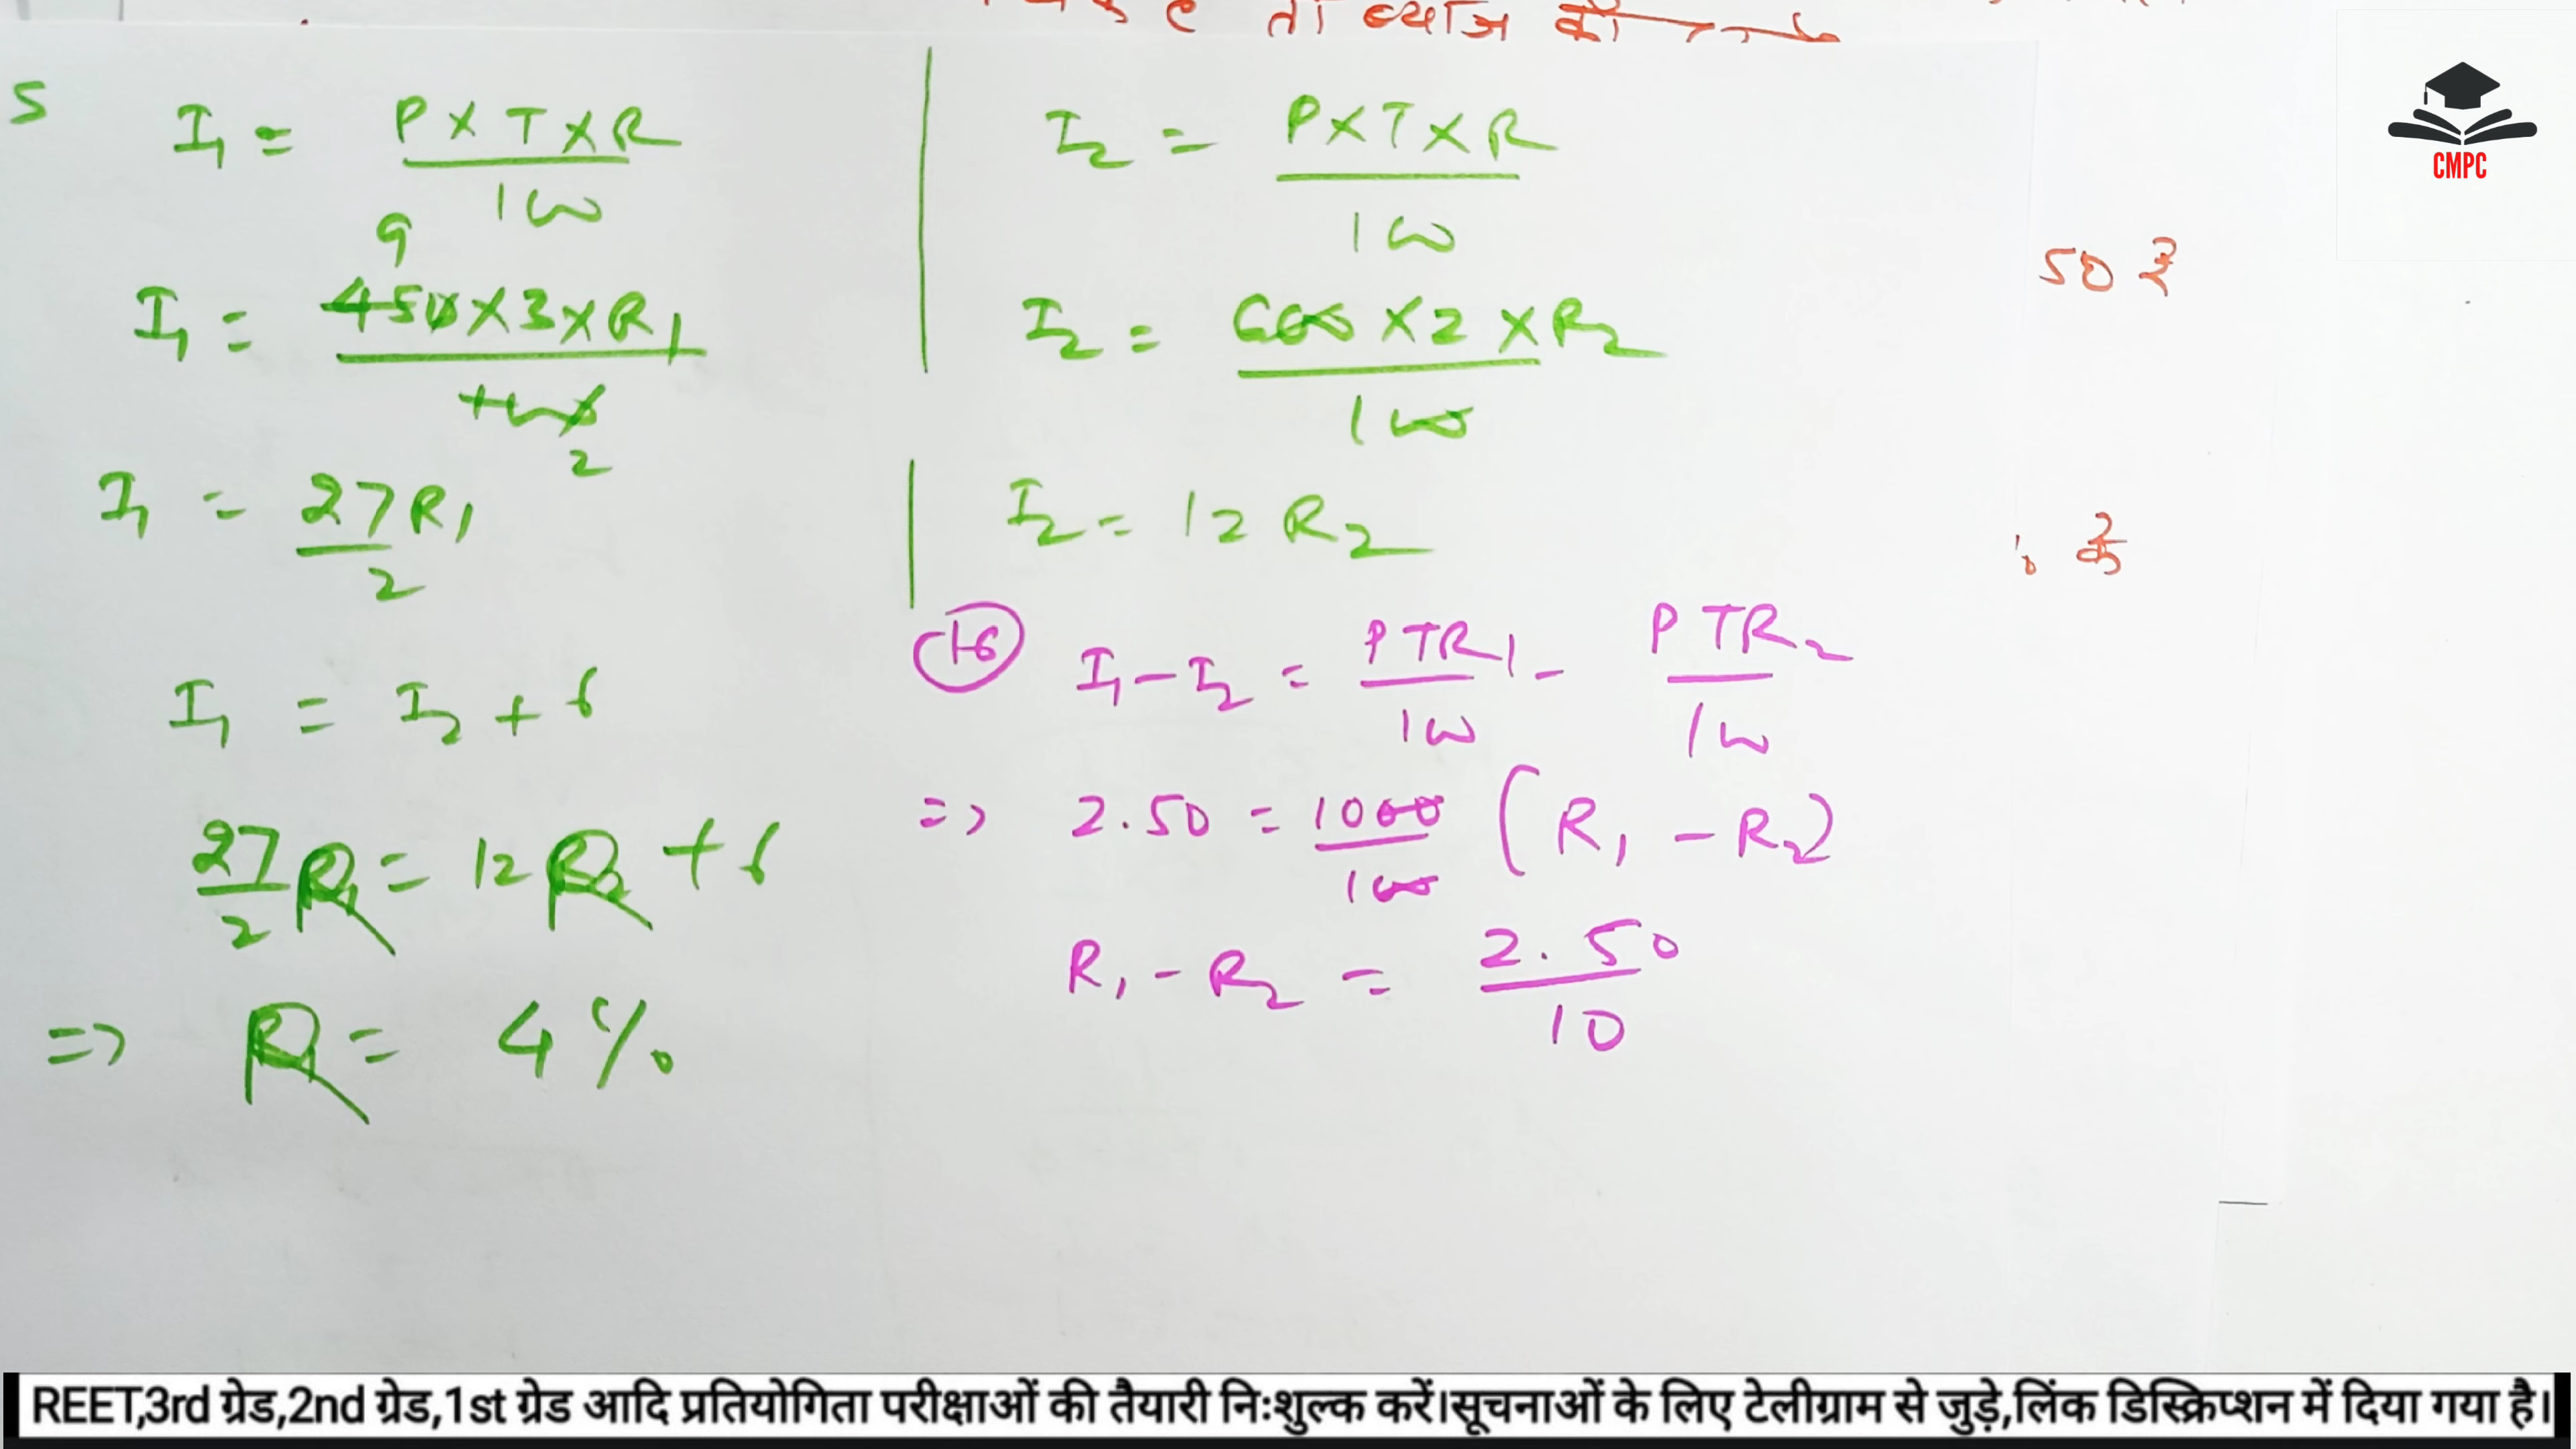 तो ब्याज की
CMPC
5
I1 = P X T X R / 100
I1 = 450 X 3 X R1 / 100
9
2
I1 = 27 R1 / 2
I1 = I2 + 6
27/2 R = 12 R + 6
=> R = 4%
I2 = P X T X R / 100
I2 = 600 X 2 X R2 / 100
I2 = 12 R2
16 I1 - I2 = PTR1 / 100 - PTR2 / 100
=> 2.50 = 1000 / 100 (R1 - R2)
R1 - R2 = 2.50 / 10
50 ₹
के
REET,3rd ग्रेड,2nd ग्रेड,1st ग्रेड आदि प्रतियोगिता परीक्षाओं की तैयारी निःशुल्क करें।सूचनाओं के लिए टेलीग्राम से जुड़े,लिंक डिस्क्रिप्शन में दिया गया है।